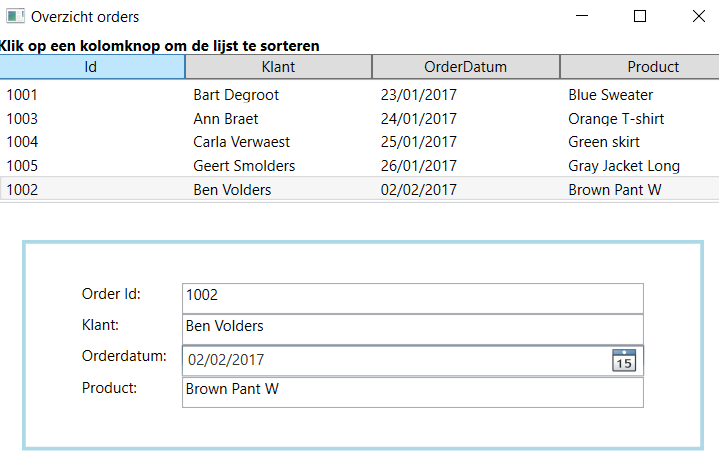 Overzicht orders
Klik op een kolomknop om de lijst te sorteren
Id Klant OrderDatum Product
1001 Bart Degroot 23/01/2017 Blue Sweater
1003 Ann Braet 24/01/2017 Orange T-shirt
1004 Carla Verwaest 25/01/2017 Green skirt
1005 Geert Smolders 26/01/2017 Gray Jacket Long
1002 Ben Volders 02/02/2017 Brown Pant W
Order Id: 1002
Klant: Ben Volders
Orderdatum: 02/02/2017 15
Product: Brown Pant W